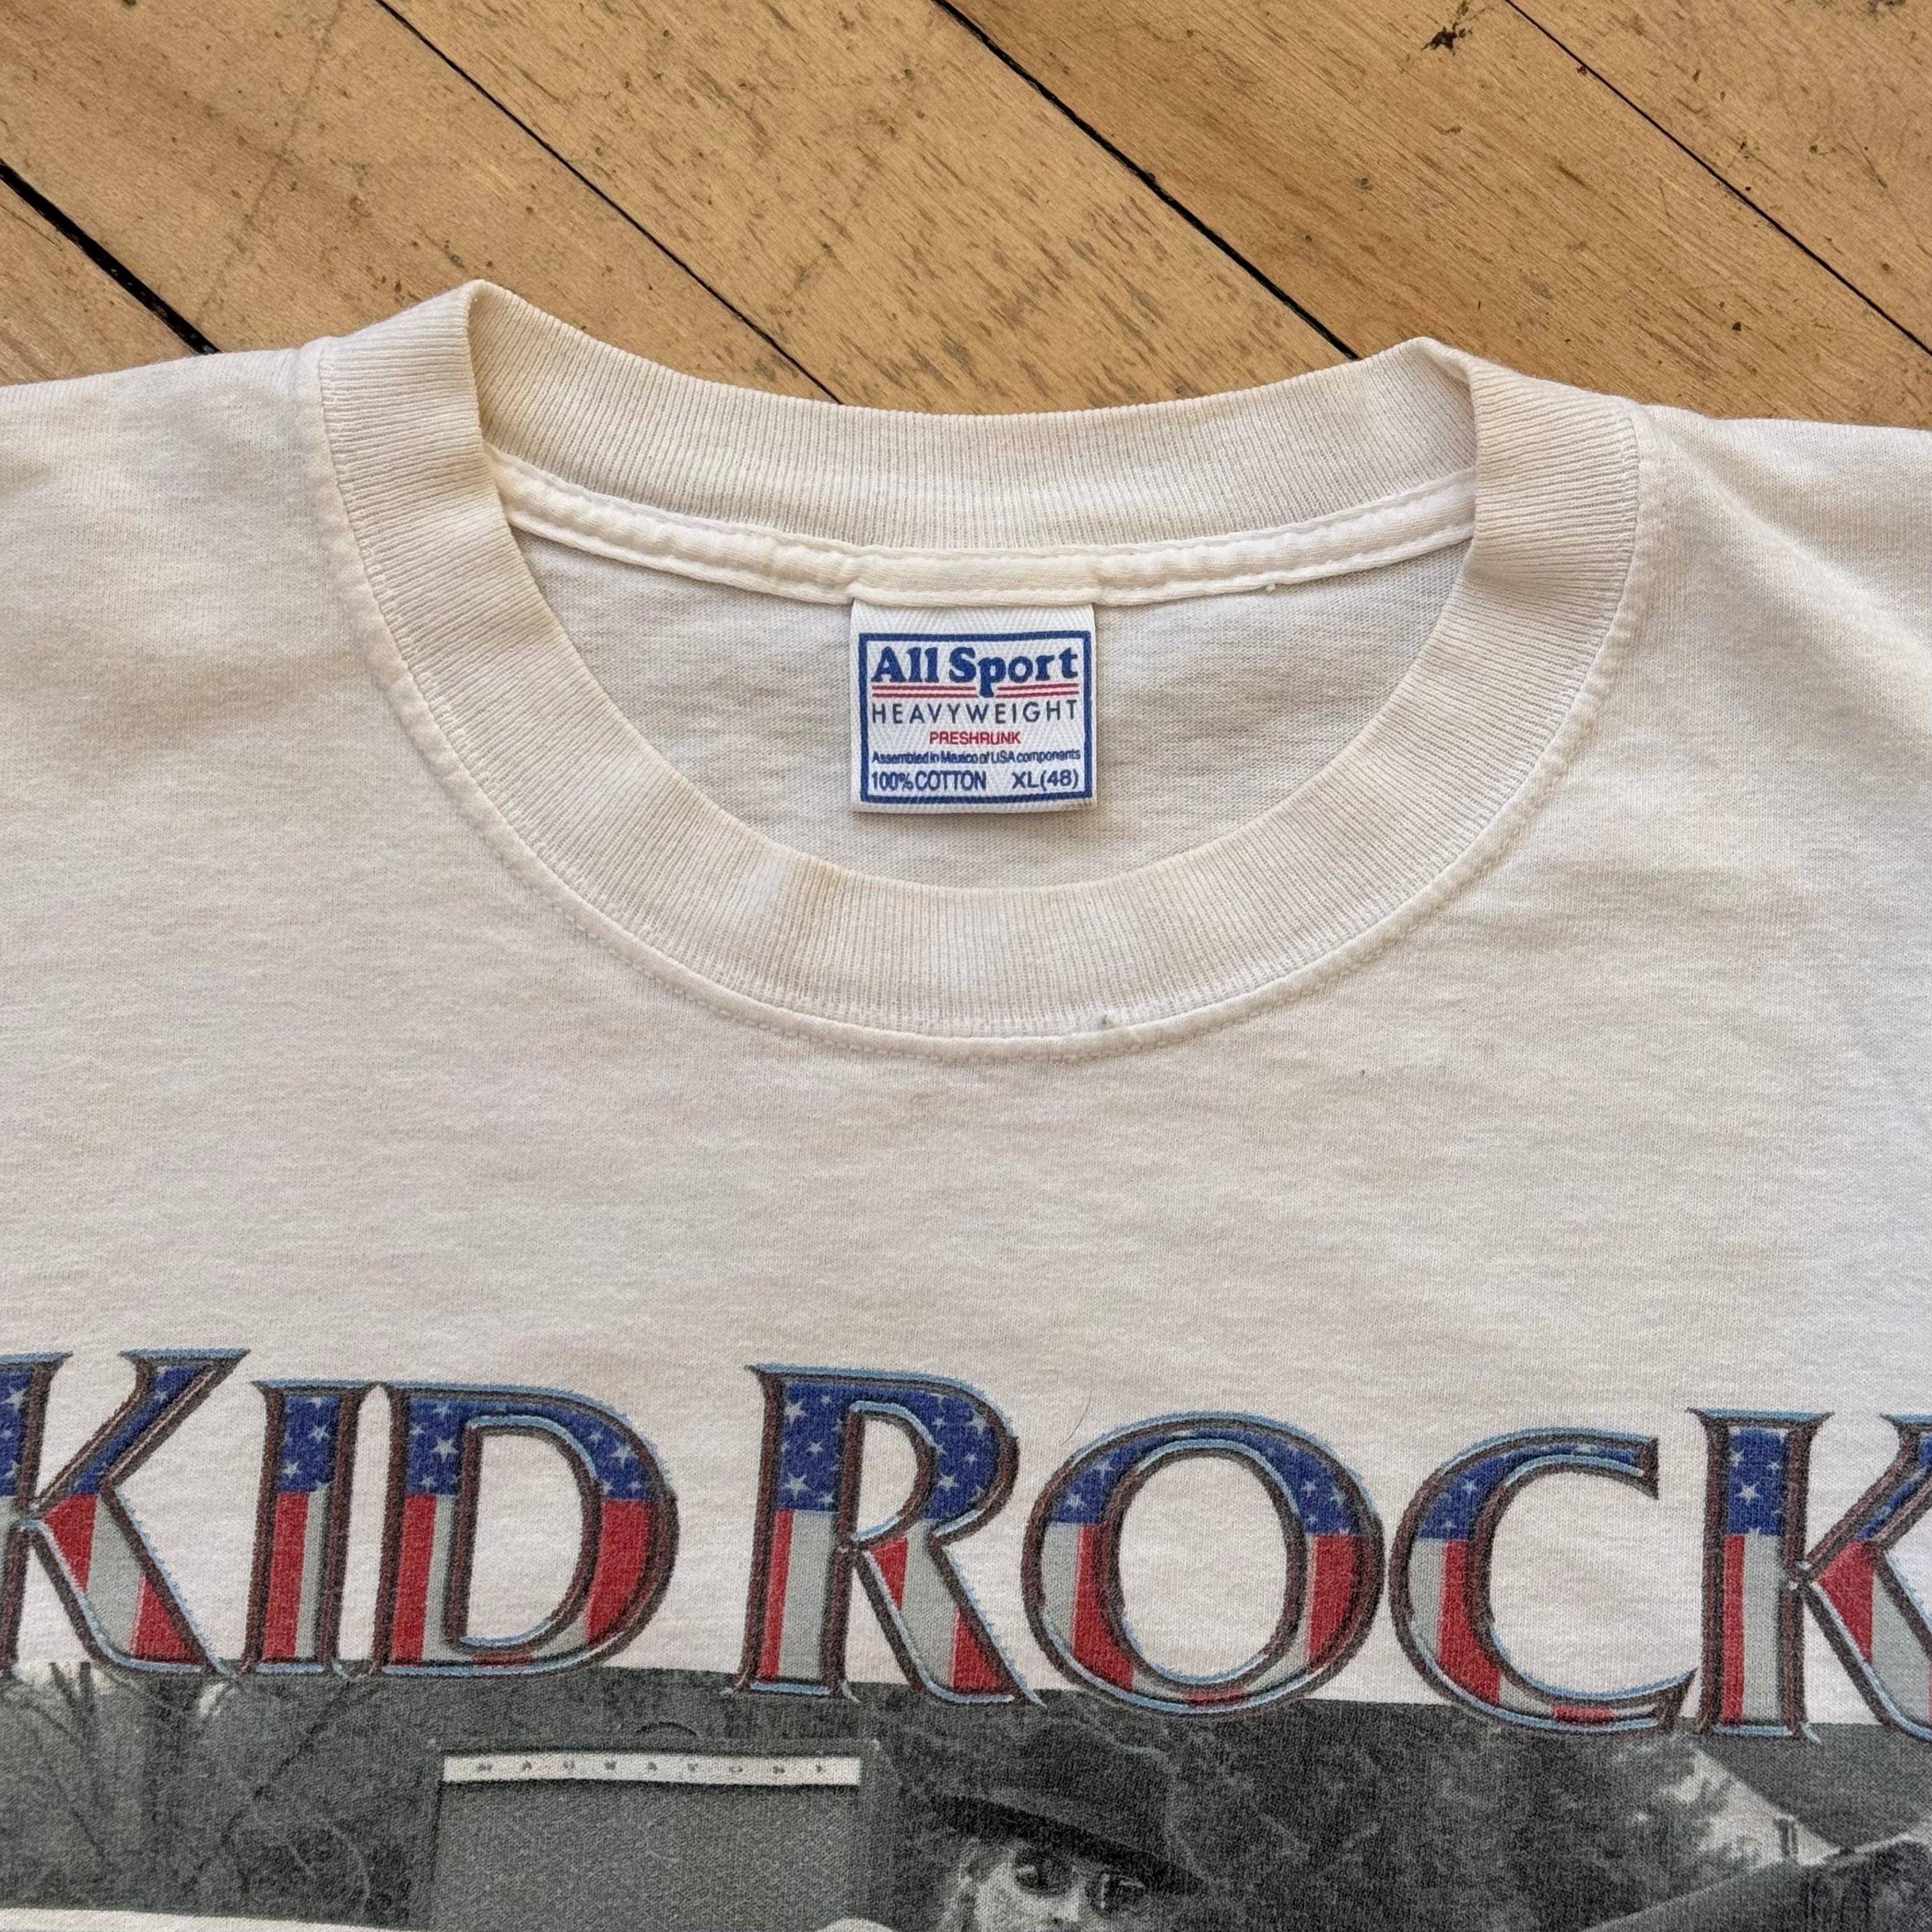 All Sport
HEAVYWEIGHT
PRESHRUNK
Assembled in Mexico of USA components
100% COTTON XL(48)
KID ROCK